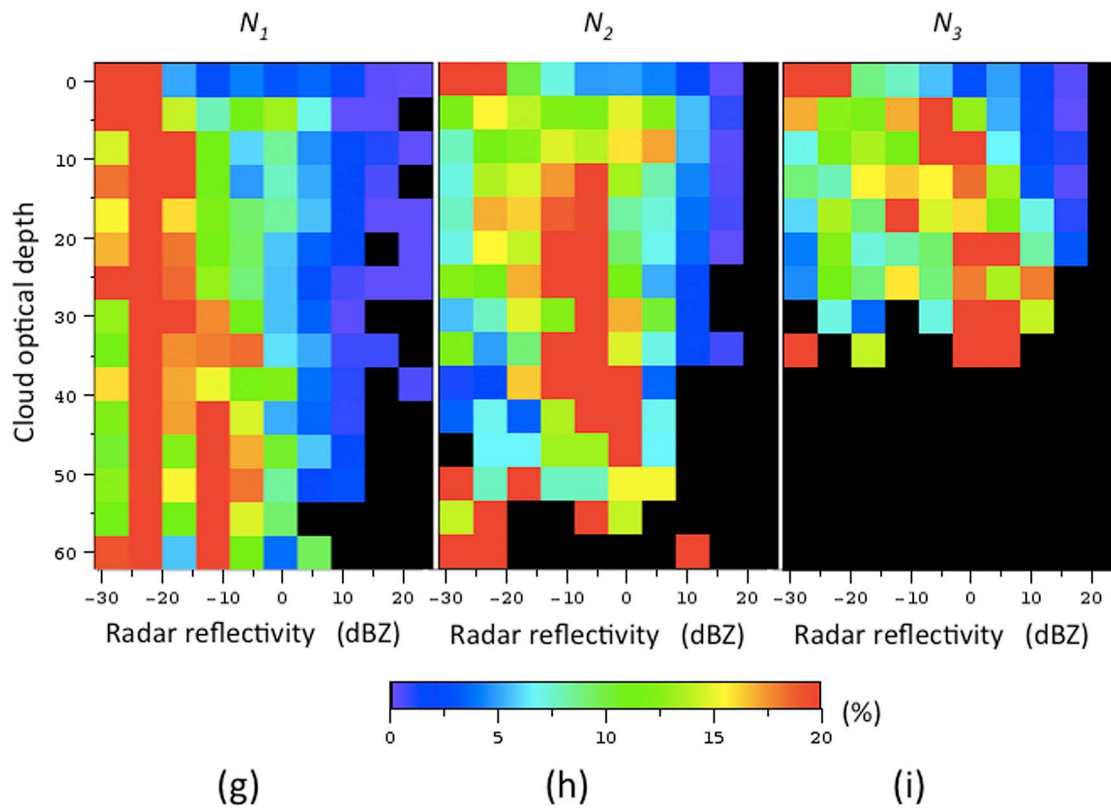 N1 N2 N3
Cloud optical depth
0
10
20
30
40
50
60
−30 −20 −10 0 10 20 −30 −20 −10 0 10 20 −30 −20 −10 0 10 20
Radar reflectivity (dBZ) Radar reflectivity (dBZ) Radar reflectivity (dBZ)
(%)
0 5 10 15 20
(g) (h) (i)